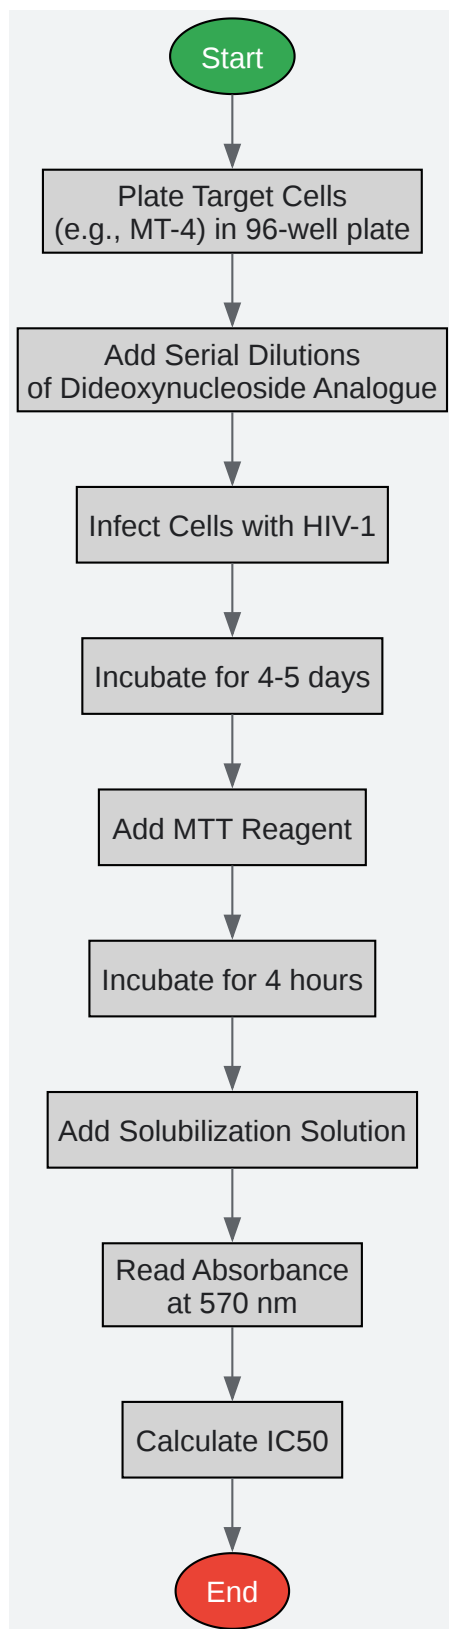 Start
Plate Target Cells
(e.g., MT-4) in 96-well plate
Add Serial Dilutions
of Dideoxynucleoside Analogue
Infect Cells with HIV-1
Incubate for 4-5 days
Add MTT Reagent
Incubate for 4 hours
Add Solubilization Solution
Read Absorbance
at 570 nm
Calculate IC50
End